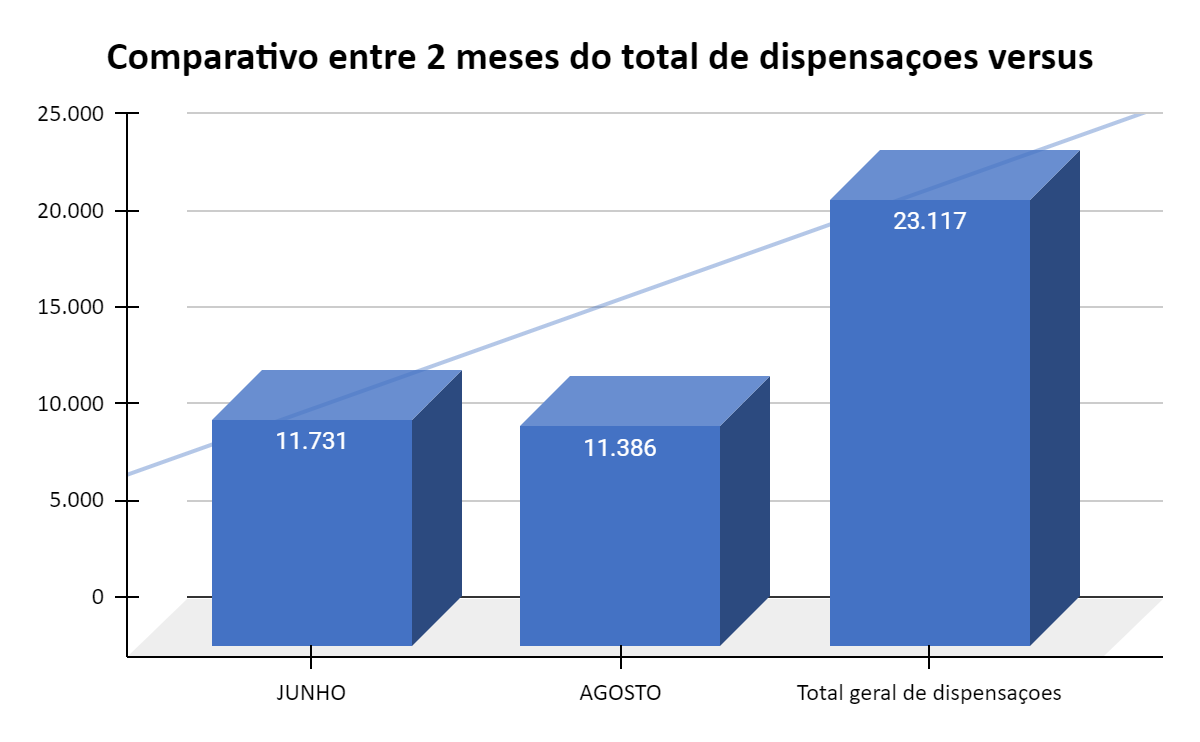 Comparativo entre 2 meses do total de dispensaçoes versus
25.000
20.000
15.000
10.000
5.000
0
11.731
11.386
23.117
JUNHO
AGOSTO
Total geral de dispensaçoes